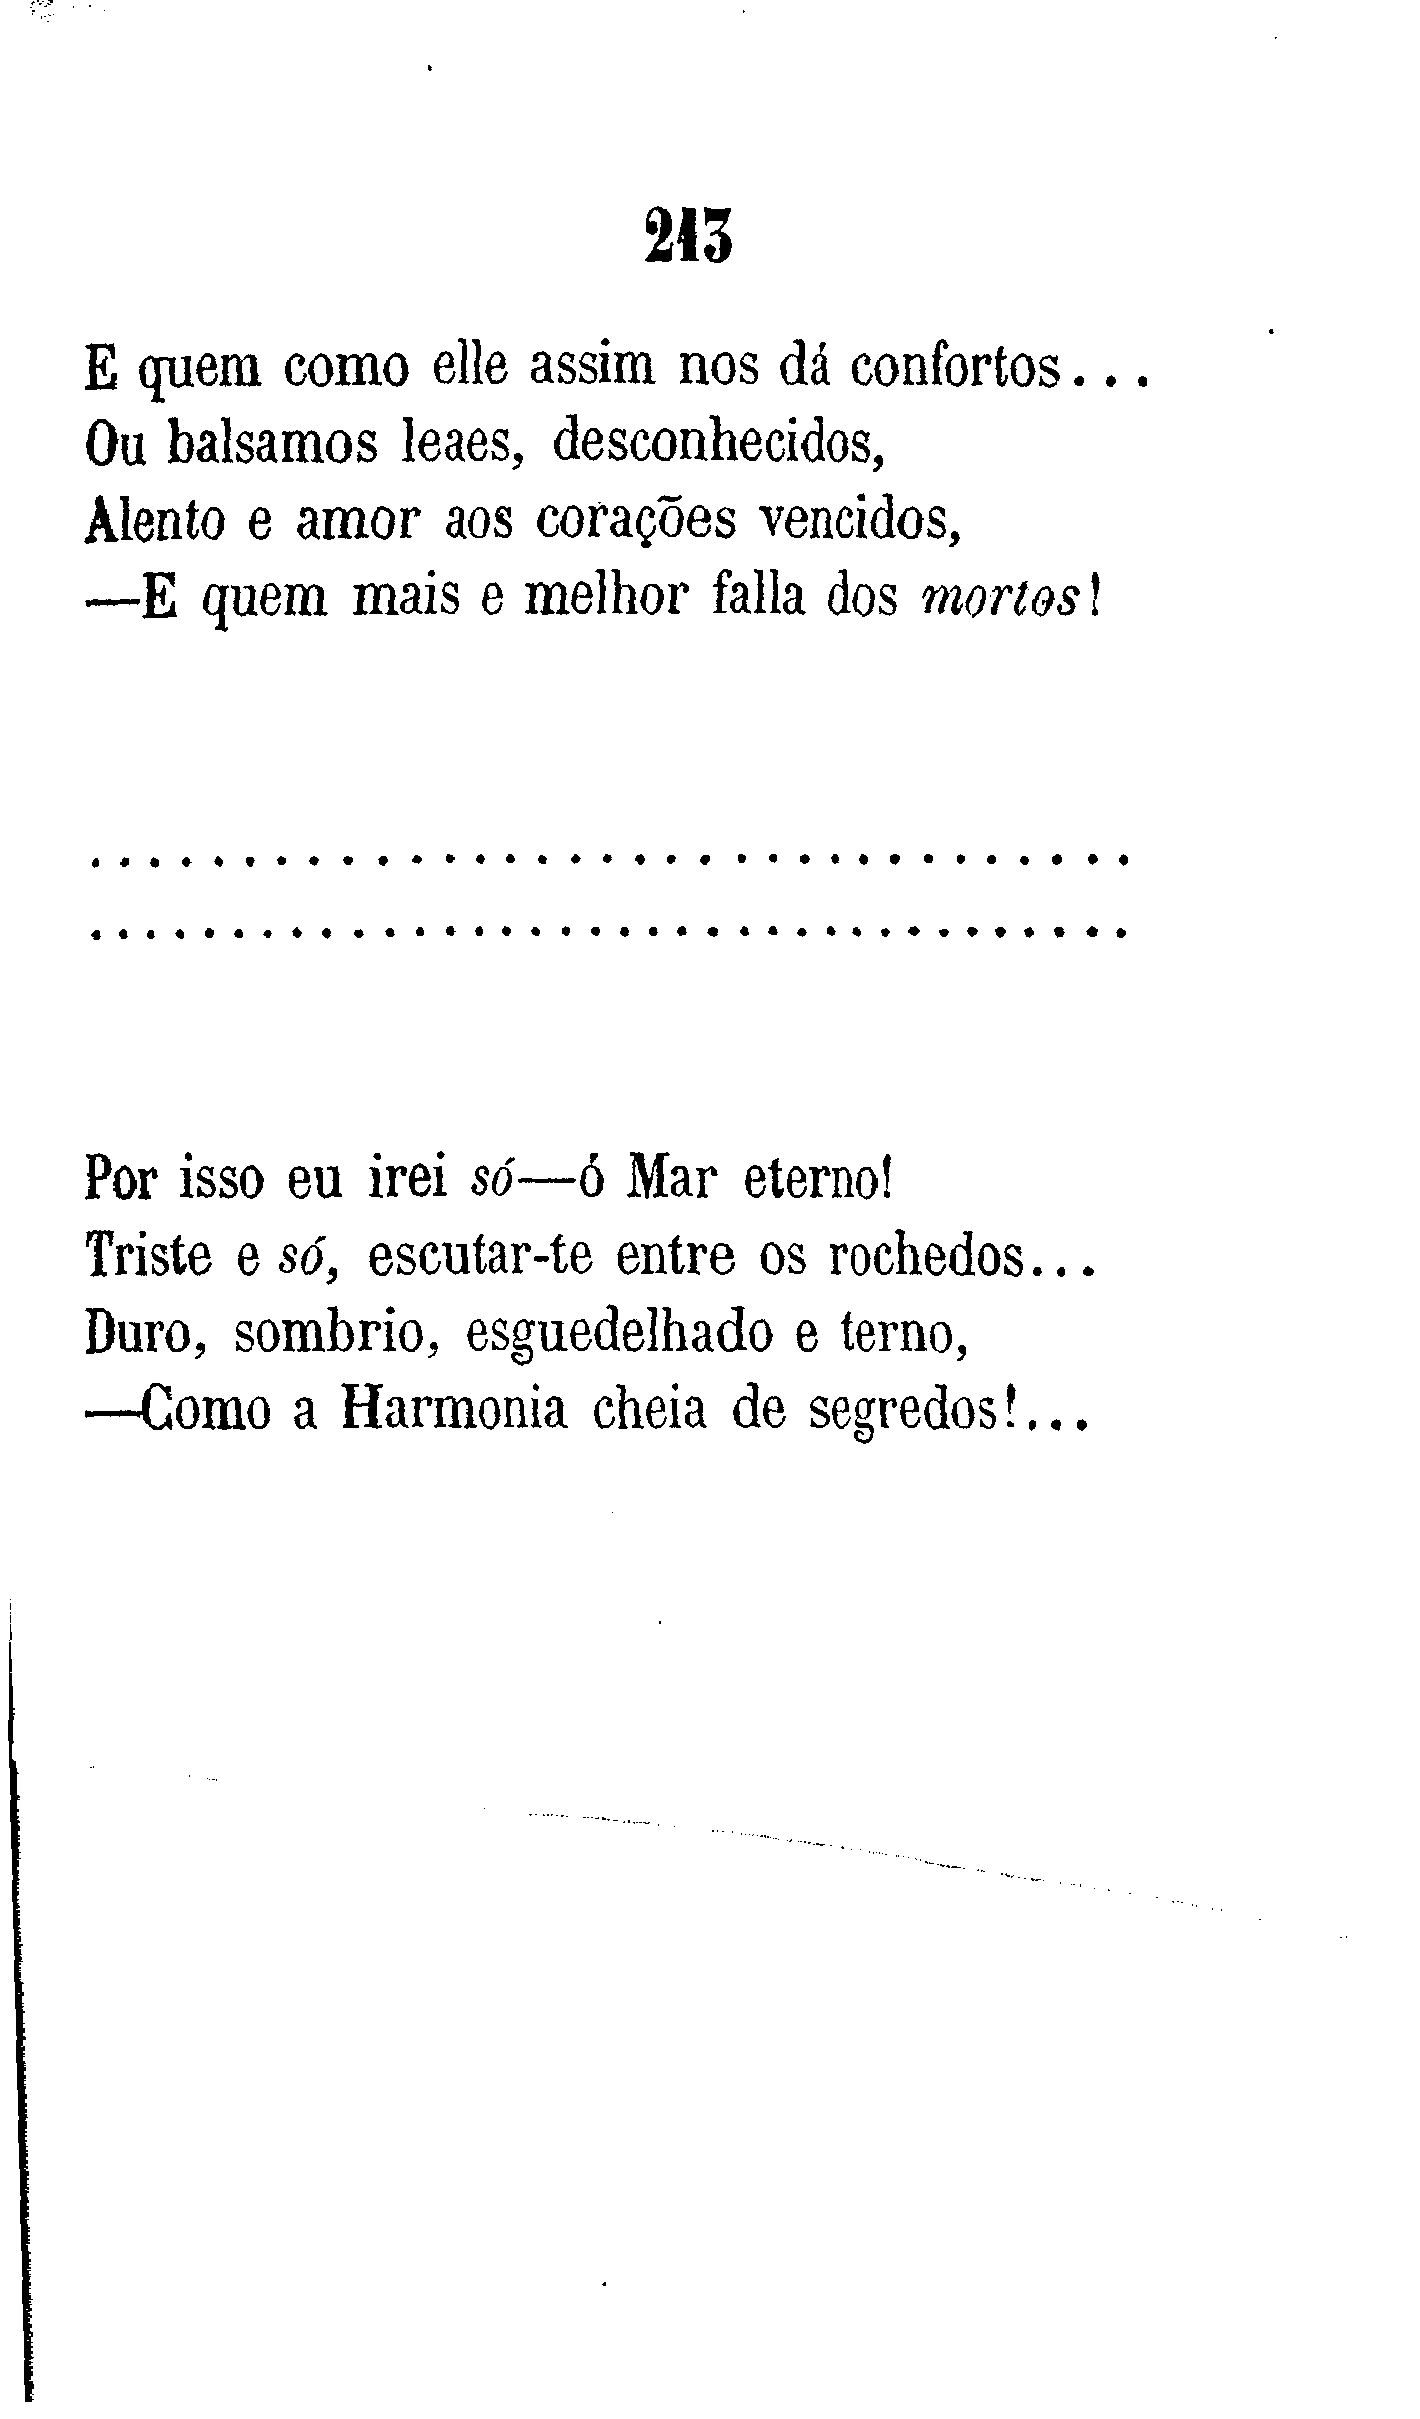 213
E quem como elle assim nos dá confortos...
Ou balsamos leaes, desconhecidos,
Alento e amor aos corações vencidos,
—E quem mais e melhor falla dos mortos!
...................................
....................................
Por isso eu irei só—ó Mar eterno!
Triste e só, escutar-te entre os rochedos...
Duro, sombrio, esguedelhado e terno,
—Como a Harmonia cheia de segredos!...